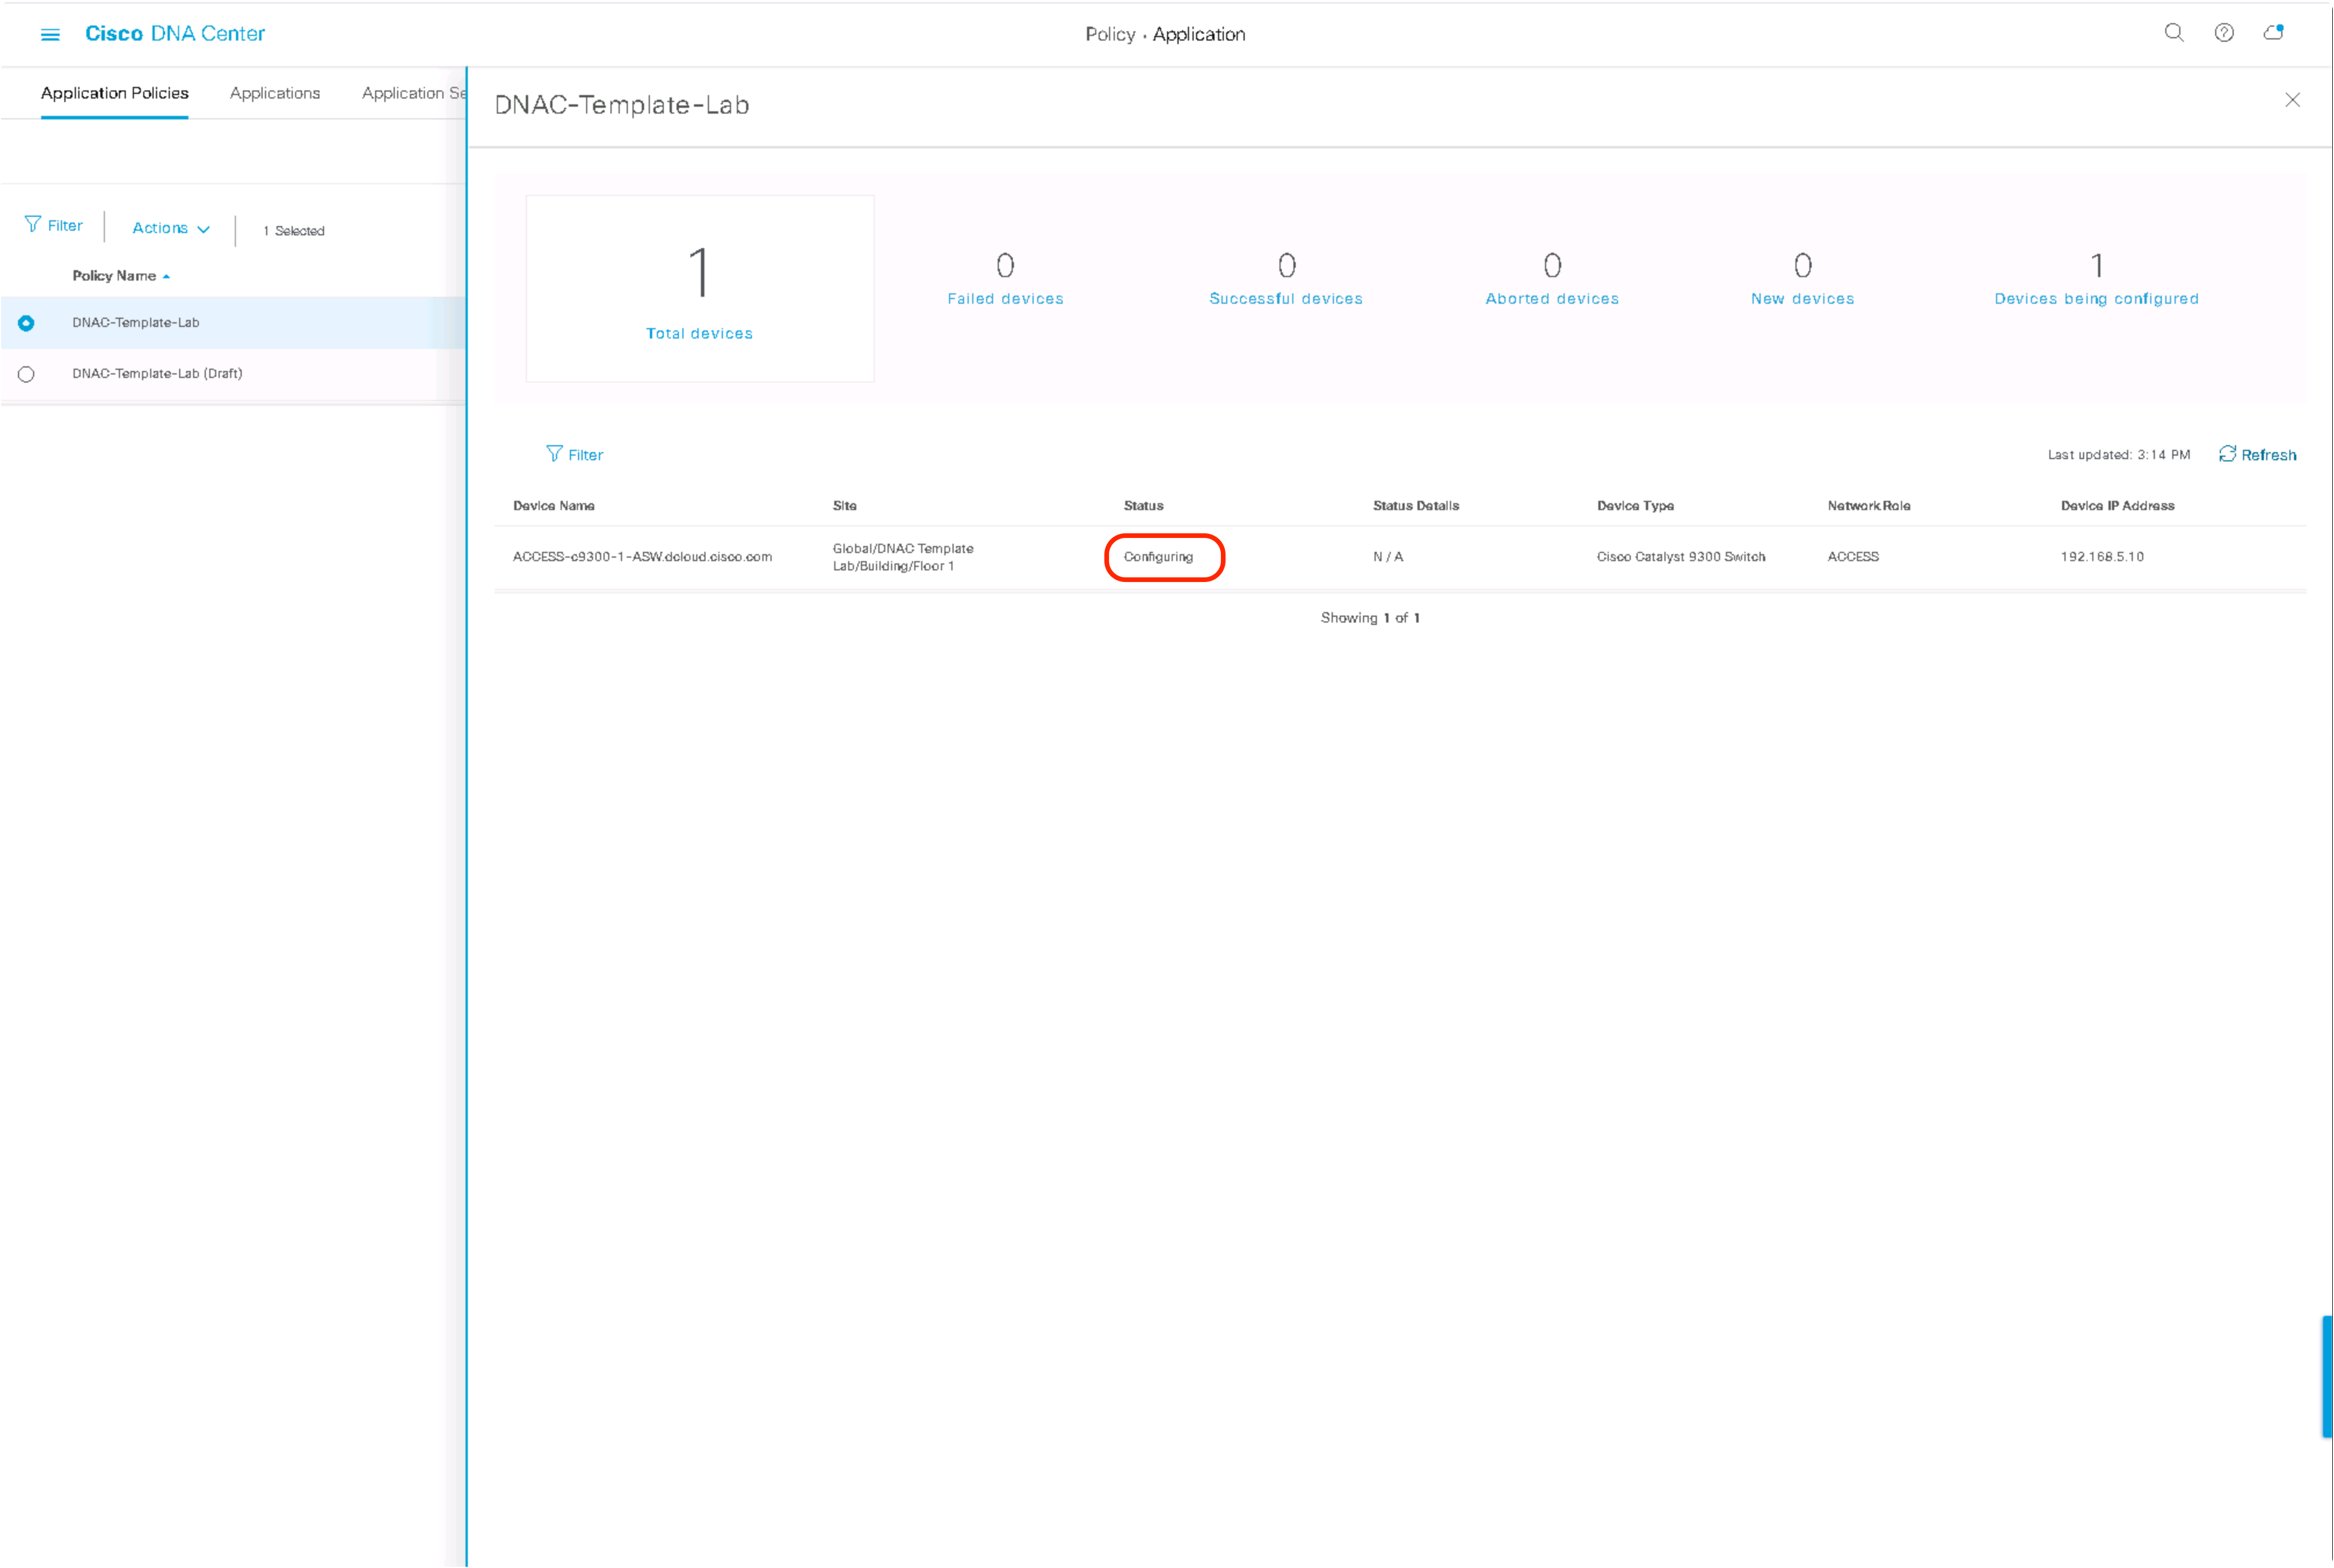 Cisco DNA Center
Policy · Application
Application Policies
Applications
Application Se
DNAC-Template-Lab
Filter
Actions
1 Selected
Policy Name
DNAC-Template-Lab
DNAC-Template-Lab (Draft)
1
Total devices
0
Failed devices
0
Successful devices
0
Aborted devices
0
New devices
1
Devices being configured
Filter
Last updated: 3:14 PM
Refresh
Device Name Site Status Status Details Device Type Network Role Device IP Address
ACCESS-c9300-1-ASW.dcloud.cisco.com
Global/DNAC Template
Lab/Building/Floor 1
Configuring
N/A
Cisco Catalyst 9300 Switch
ACCESS
192.168.5.10
Showing 1 of 1